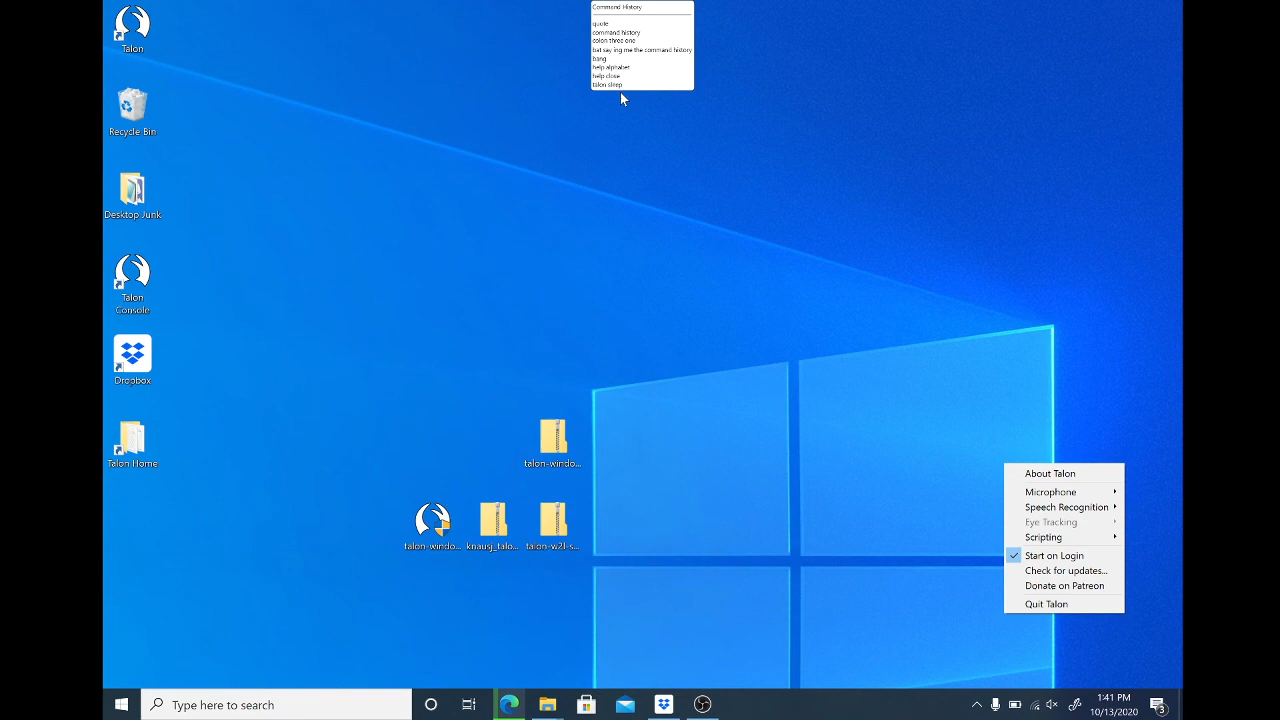 Command History
quote
command history
colon three one
bat say ing me the command history
bang
help alphabet
help close
talon sleep
Talon
Recycle Bin
Desktop Junk
Talon
Console
Dropbox
Talon Home
talon-windo...
talon-windo...
knausj_talo...
talon-w2l-s...
About Talon
Microphone
Speech Recognition
Eye Tracking
Scripting
Start on Login
Check for updates...
Donate on Patreon
Quit Talon
Type here to search
1:41 PM
10/13/2020
3